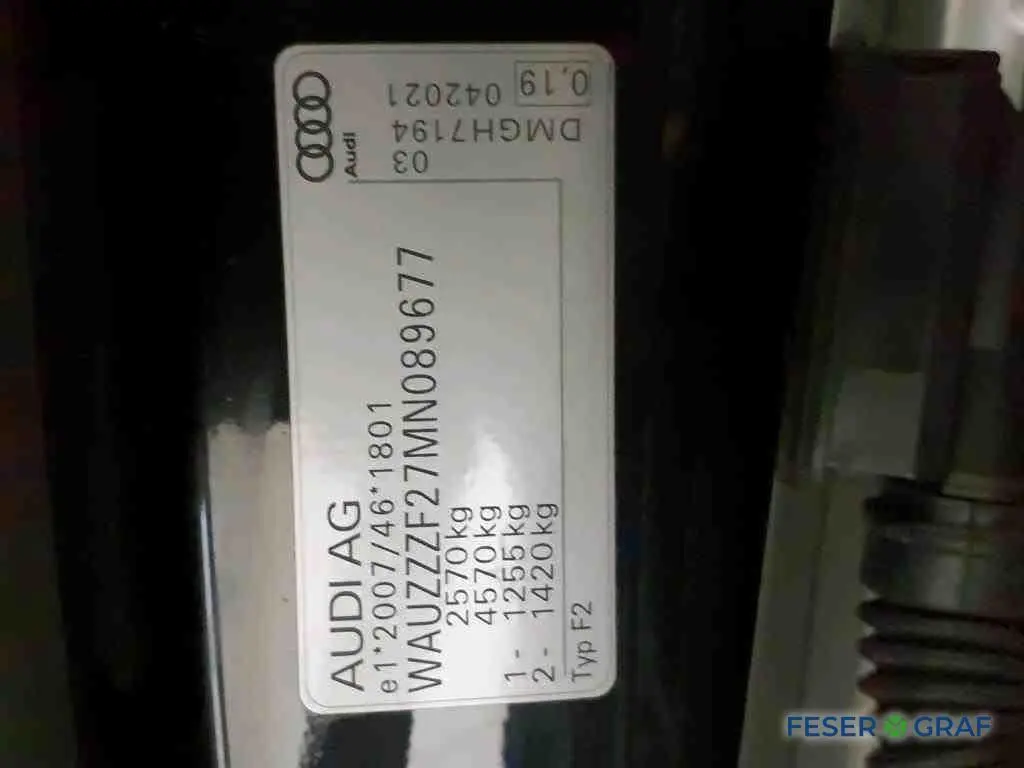 AUDI AG
e1*2007/46*1801
WAUZZZF27MN089677
2570kg
4570kg
1 - 1255kg
2 - 1420kg
Typ F2
Audi
03
042021
DMGH7194
0,19
FESER GRAF